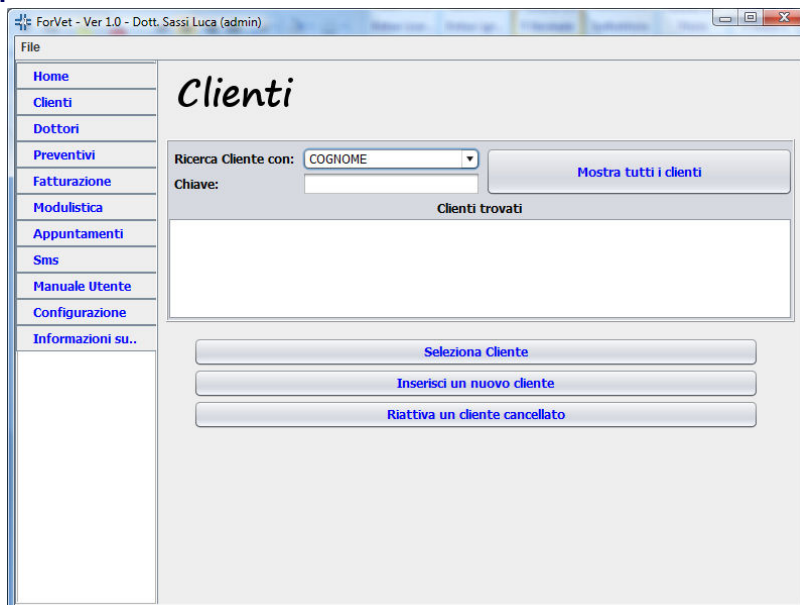 ForVet - Ver 1.0 - Dott. Sassi Luca (admin)
File
Home
Clienti
Dottori
Preventivi
Fatturazione
Modulistica
Appuntamenti
Sms
Manuale Utente
Configurazione
Informazioni su..
Clienti
Ricerca Cliente con: COGNOME
Chiave:
Mostra tutti i clienti
Clienti trovati
Seleziona Cliente
Inserisci un nuovo cliente
Riattiva un cliente cancellato